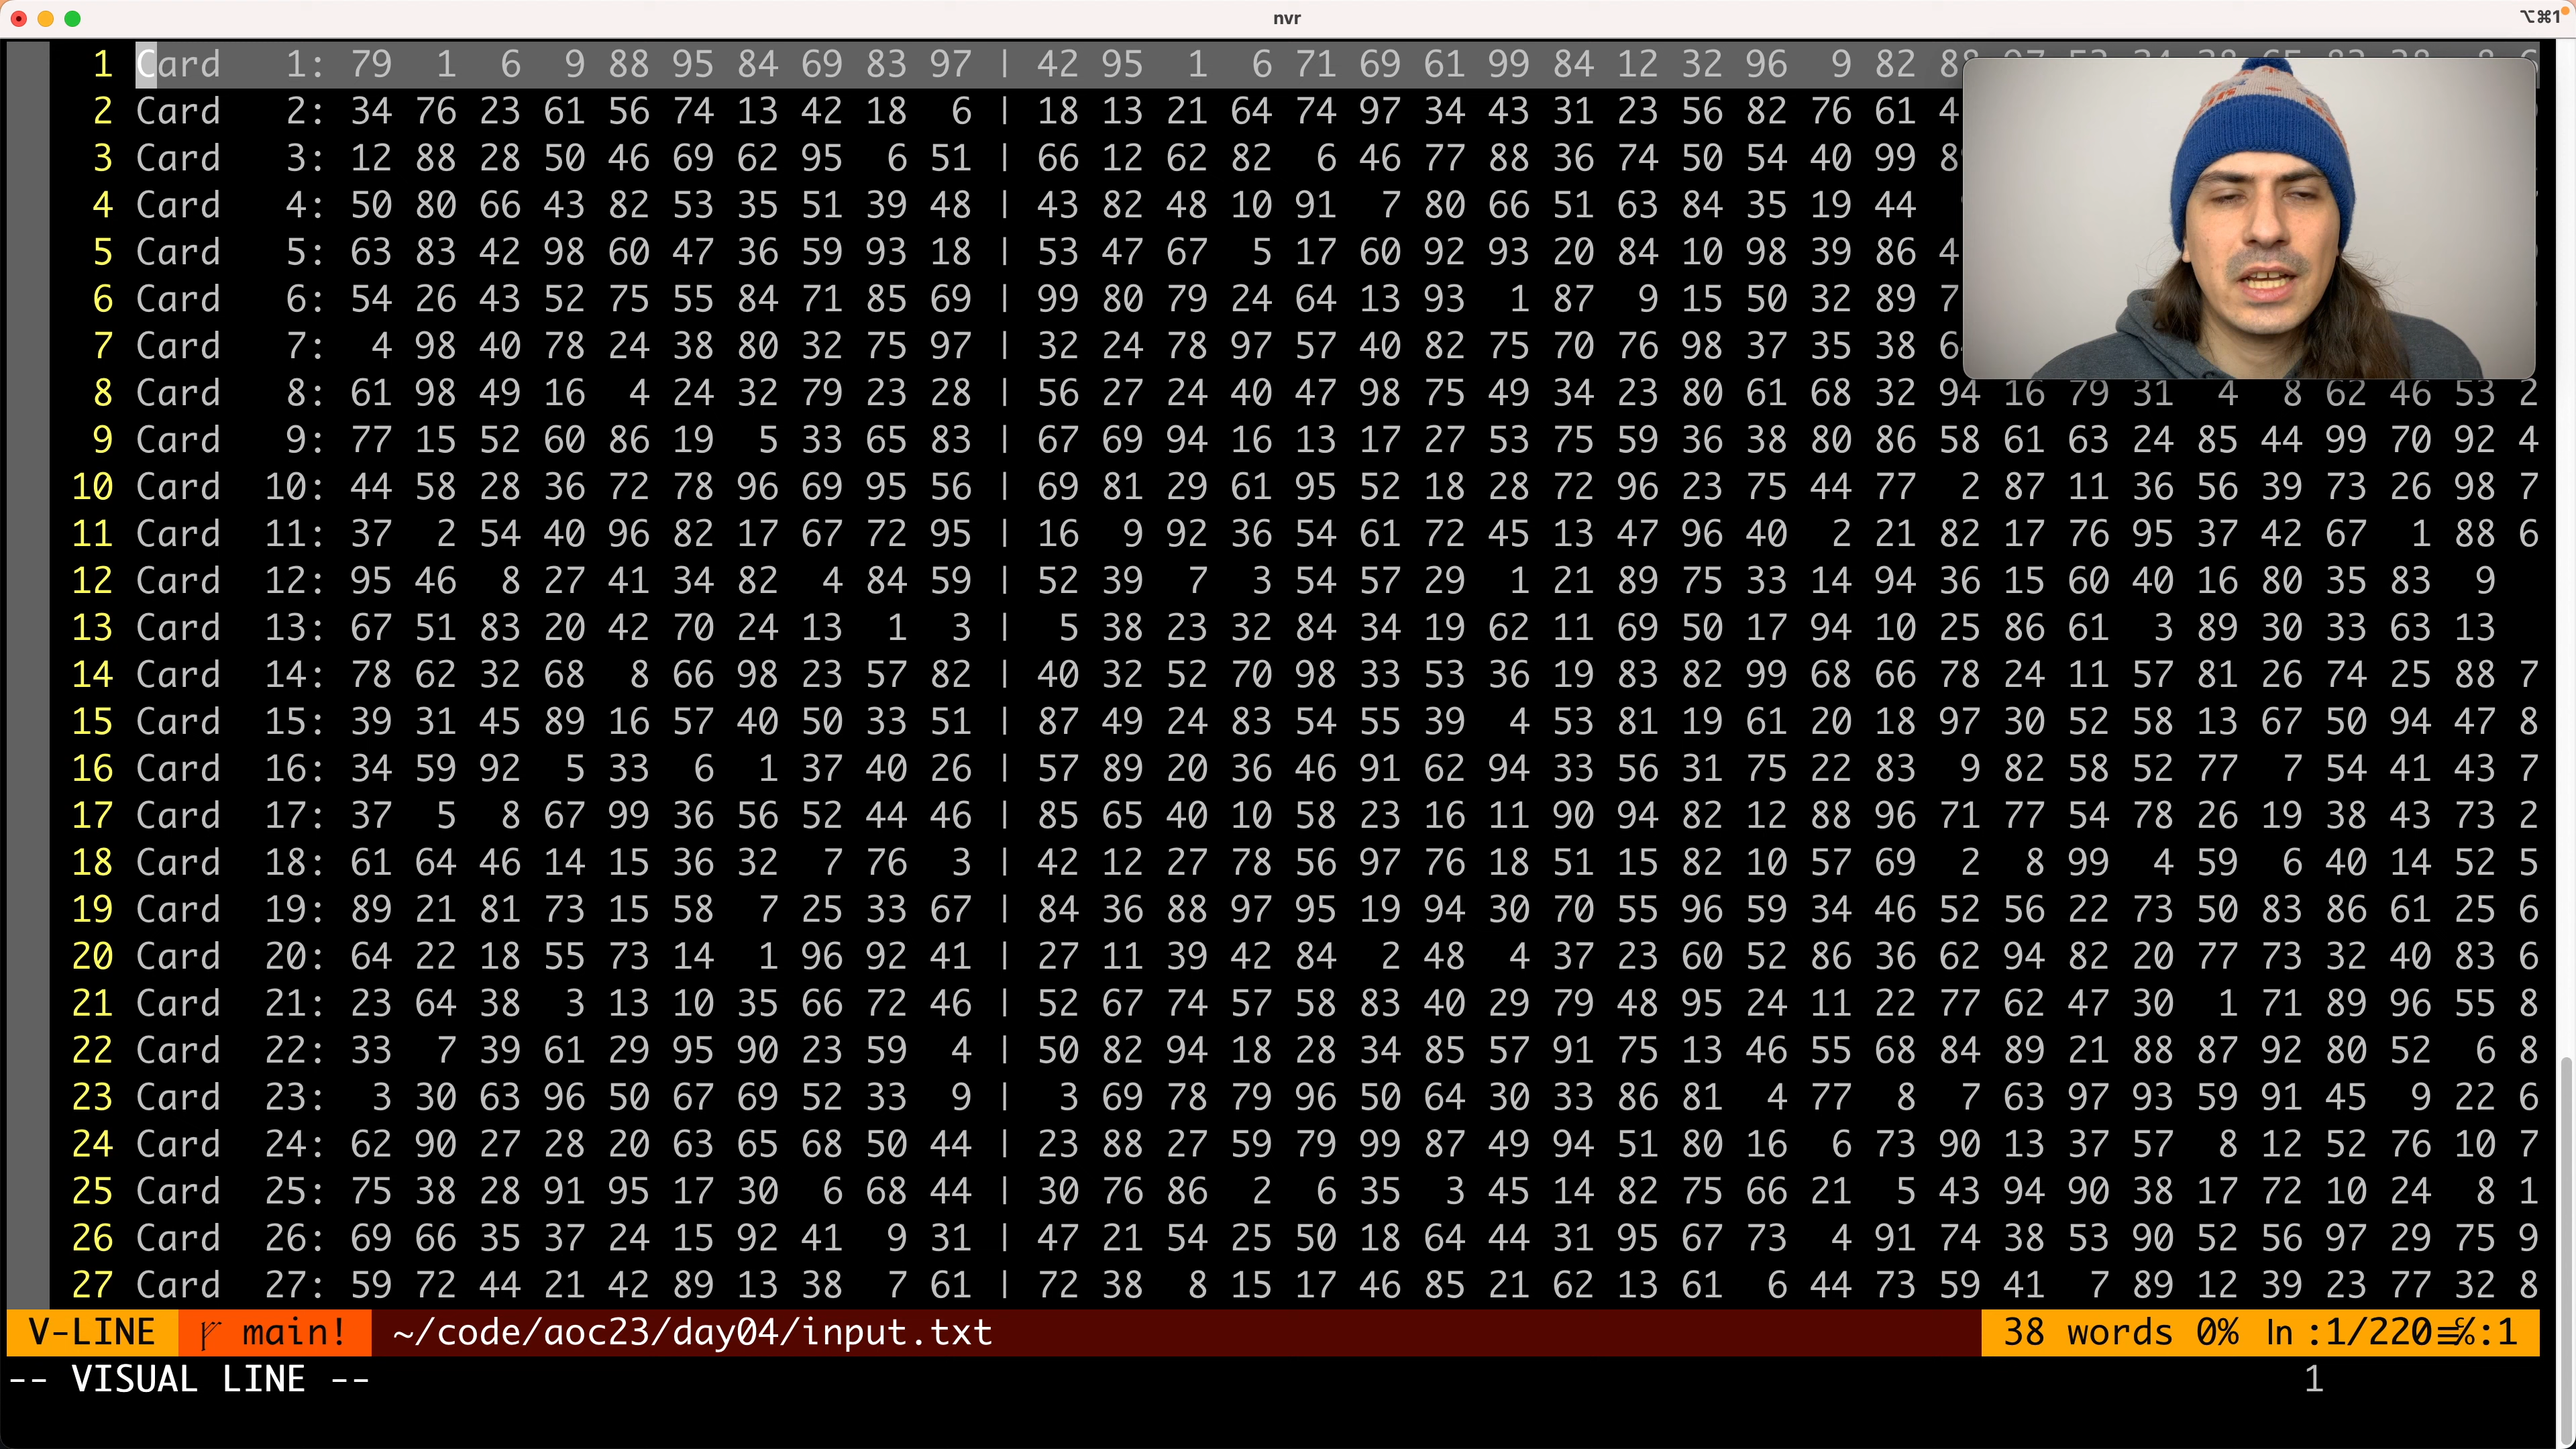 nvr
⌥⌘1
1 Card 1: 79 1 6 9 88 95 84 69 83 97 | 42 95 1 6 71 69 61 99 84 12 32 96 9 82
2 Card 2: 34 76 23 61 56 74 13 42 18 6 | 18 13 21 64 74 97 34 43 31 23 56 82 76 61 4
3 Card 3: 12 88 28 50 46 69 62 95 6 51 | 66 12 62 82 6 46 77 88 36 74 50 54 40 99 8
4 Card 4: 50 80 66 43 82 53 35 51 39 48 | 43 82 48 10 91 7 80 66 51 63 84 35 19 44
5 Card 5: 63 83 42 98 60 47 36 59 93 18 | 53 47 67 5 17 60 92 93 20 84 10 98 39 86 4
6 Card 6: 54 26 43 52 75 55 84 71 85 69 | 99 80 79 24 64 13 93 1 87 9 15 50 32 89 7
7 Card 7: 4 98 40 78 24 38 80 32 75 97 | 32 24 78 97 57 40 82 75 70 76 98 37 35 38 6
8 Card 8: 61 98 49 16 4 24 32 79 23 28 | 56 27 24 40 47 98 75 49 34 23 80 61 68 32 94 16 79 31 4 8 62 46 53 2
9 Card 9: 77 15 52 60 86 19 5 33 65 83 | 67 69 94 16 13 17 27 53 75 59 36 38 80 86 58 61 63 24 85 44 99 70 92 4
10 Card 10: 44 58 28 36 72 78 96 69 95 56 | 69 81 29 61 95 52 18 28 72 96 23 75 44 77 2 87 11 36 56 39 73 26 98 7
11 Card 11: 37 2 54 40 96 82 17 67 72 95 | 16 9 92 36 54 61 72 45 13 47 96 40 2 21 82 17 76 95 37 42 67 1 88 6
12 Card 12: 95 46 8 27 41 34 82 4 84 59 | 52 39 7 3 54 57 29 1 21 89 75 33 14 94 36 15 60 40 16 80 35 83 9
13 Card 13: 67 51 83 20 42 70 24 13 1 3 | 5 38 23 32 84 34 19 62 11 69 50 17 94 10 25 86 61 3 89 30 33 63 13
14 Card 14: 78 62 32 68 8 66 98 23 57 82 | 40 32 52 70 98 33 53 36 19 83 82 99 68 66 78 24 11 57 81 26 74 25 88 7
15 Card 15: 39 31 45 89 16 57 40 50 33 51 | 87 49 24 83 54 55 39 4 53 81 19 61 20 18 97 30 52 58 13 67 50 94 47 8
16 Card 16: 34 59 92 5 33 6 1 37 40 26 | 57 89 20 36 46 91 62 94 33 56 31 75 22 83 9 82 58 52 77 7 54 41 43 7
17 Card 17: 37 5 8 67 99 36 56 52 44 46 | 85 65 40 10 58 23 16 11 90 94 82 12 88 96 71 77 54 78 26 19 38 43 73 2
18 Card 18: 61 64 46 14 15 36 32 7 76 3 | 42 12 27 78 56 97 76 18 51 15 82 10 57 69 2 8 99 4 59 6 40 14 52 5
19 Card 19: 89 21 81 73 15 58 7 25 33 67 | 84 36 88 97 95 19 94 30 70 55 96 59 34 46 52 56 22 73 50 83 86 61 25 6
20 Card 20: 64 22 18 55 73 14 1 96 92 41 | 27 11 39 42 84 2 48 4 37 23 60 52 86 36 62 94 82 20 77 73 32 40 83 6
21 Card 21: 23 64 38 3 13 10 35 66 72 46 | 52 67 74 57 58 83 40 29 79 48 95 24 11 22 77 62 47 30 1 71 89 96 55 8
22 Card 22: 33 7 39 61 29 95 90 23 59 4 | 50 82 94 18 28 34 85 57 91 75 13 46 55 68 84 89 21 88 87 92 80 52 6 8
23 Card 23: 3 30 63 96 50 67 69 52 33 9 | 3 69 78 79 96 50 64 30 33 86 81 4 77 8 7 63 97 93 59 91 45 9 22 6
24 Card 24: 62 90 27 28 20 63 65 68 50 44 | 23 88 27 59 79 99 87 49 94 51 80 16 6 73 90 13 37 57 8 12 52 76 10 7
25 Card 25: 75 38 28 91 95 17 30 6 68 44 | 30 76 86 2 6 35 3 45 14 82 75 66 21 5 43 94 90 38 17 72 10 24 8 1
26 Card 26: 69 66 35 37 24 15 92 41 9 31 | 47 21 54 25 50 18 64 44 31 95 67 73 4 91 74 38 53 90 52 56 97 29 75 9
27 Card 27: 59 72 44 21 42 89 13 38 7 61 | 72 38 8 15 17 46 85 21 62 13 61 6 44 73 59 41 7 89 12 39 23 77 32 8
V-LINE main! ~/code/aoc23/day04/input.txt 38 words 0% ln :1/220≡℅:1
-- VISUAL LINE -- 1